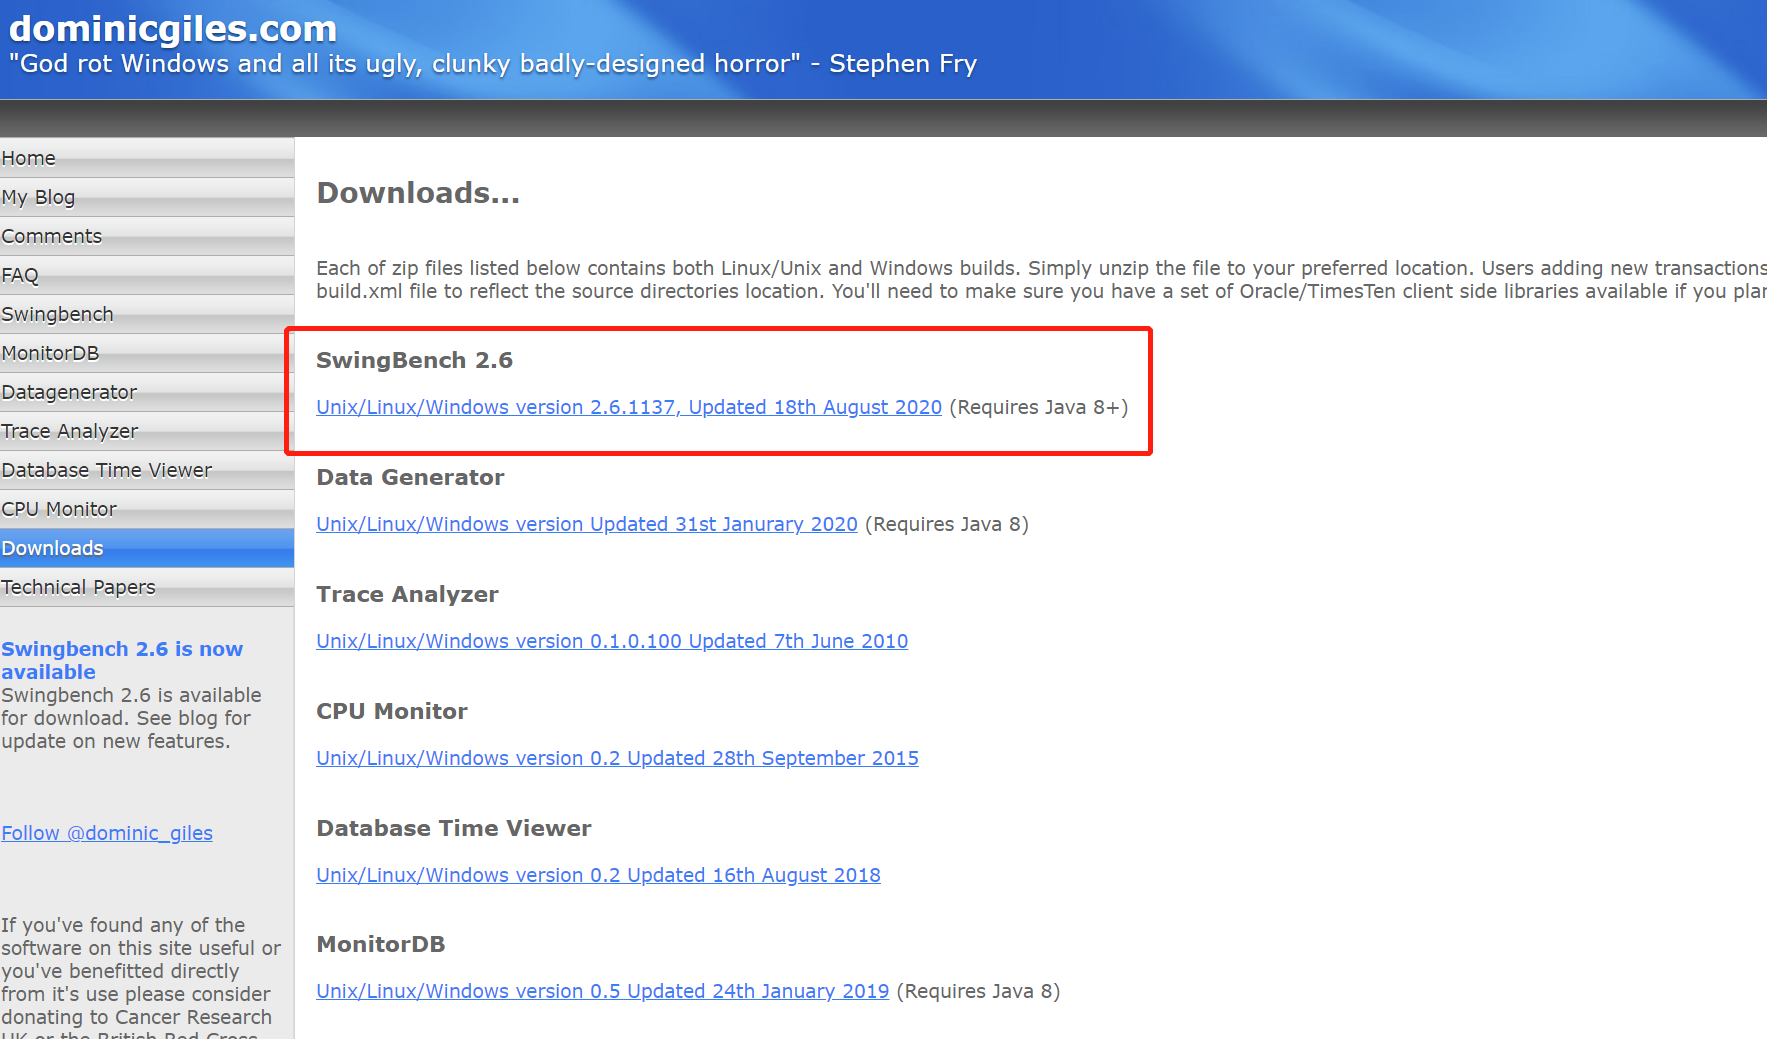 dominicgiles.com
"God rot Windows and all its ugly, clunky badly-designed horror" - Stephen Fry
Home
My Blog
Comments
FAQ
Swingbench
MonitorDB
Datagenerator
Trace Analyzer
Database Time Viewer
CPU Monitor
Downloads
Technical Papers
Swingbench 2.6 is now
available
Swingbench 2.6 is available
for download. See blog for
update on new features.
Follow @dominic_giles
If you've found any of the
software on this site useful or
you've benefitted directly
from it's use please consider
donating to Cancer Research
UK or the British Red Cross
Downloads...
Each of zip files listed below contains both Linux/Unix and Windows builds. Simply unzip the file to your preferred location. Users adding new transactions
build.xml file to reflect the source directories location. You'll need to make sure you have a set of Oracle/TimesTen client side libraries available if you
SwingBench 2.6
Unix/Linux/Windows version 2.6.1137, Updated 18th August 2020 (Requires Java 8+)
Data Generator
Unix/Linux/Windows version Updated 31st Janurary 2020 (Requires Java 8)
Trace Analyzer
Unix/Linux/Windows version 0.1.0.100 Updated 7th June 2010
CPU Monitor
Unix/Linux/Windows version 0.2 Updated 28th September 2015
Database Time Viewer
Unix/Linux/Windows version 0.2 Updated 16th August 2018
MonitorDB
Unix/Linux/Windows version 0.5 Updated 24th January 2019 (Requires Java 8)